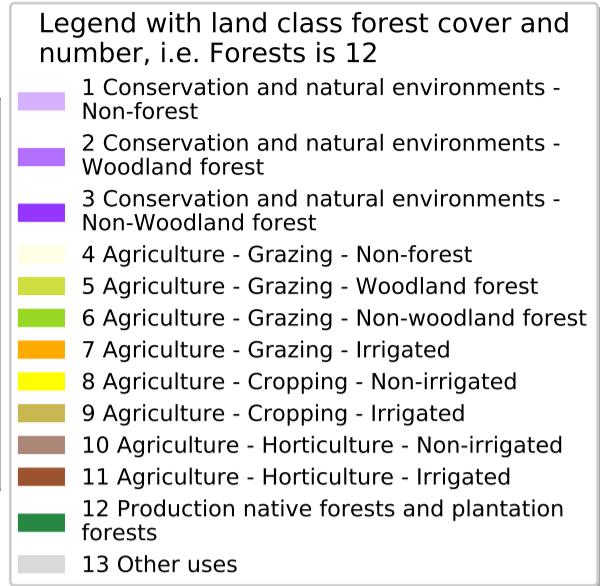 Legend with land class forest cover and
number, i.e. Forests is 12
1 Conservation and natural environments -
Non-forest
2 Conservation and natural environments -
Woodland forest
3 Conservation and natural environments -
Non-Woodland forest
4 Agriculture - Grazing - Non-forest
5 Agriculture - Grazing - Woodland forest
6 Agriculture - Grazing - Non-woodland forest
7 Agriculture - Grazing - Irrigated
8 Agriculture - Cropping - Non-irrigated
9 Agriculture - Cropping - Irrigated
10 Agriculture - Horticulture - Non-irrigated
11 Agriculture - Horticulture - Irrigated
12 Production native forests and plantation
forests
13 Other uses